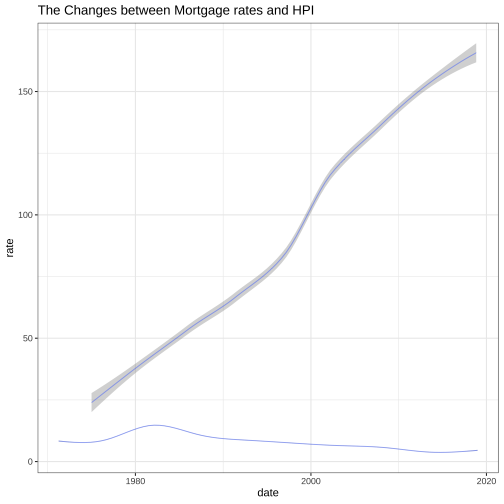 The Changes between Mortgage rates and HPI
rate
150
100
50
0
1980 2000 2020
date